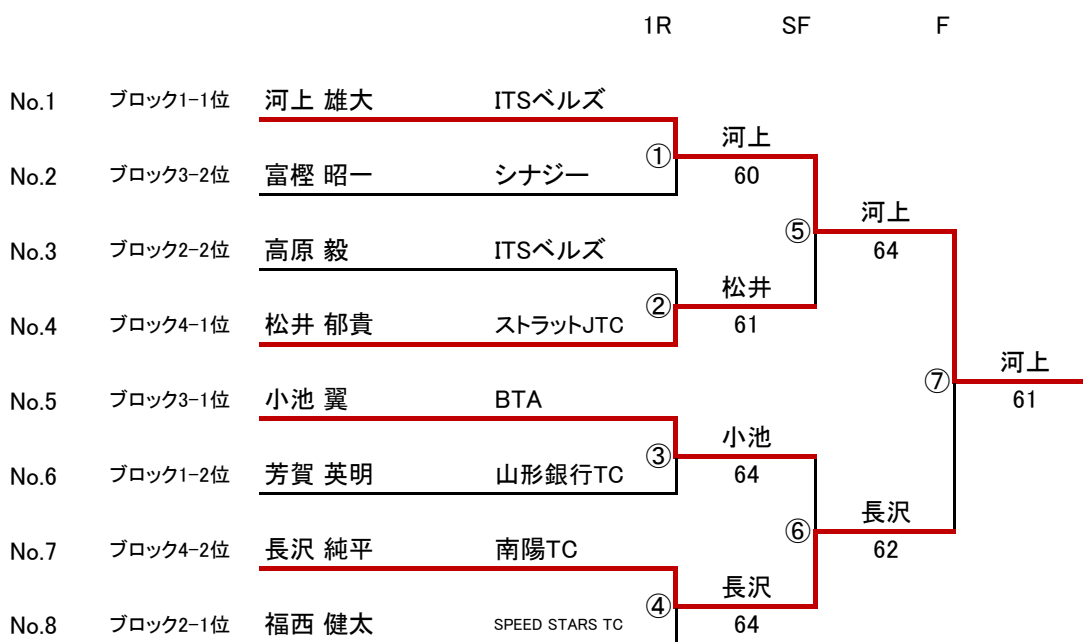 1R SF F
No.1 ブロック1-1位 河上 雄大 ITSベルズ
① 河上
60
No.2 ブロック3-2位 富樫 昭一 シナジー
⑤ 河上
64
No.3 ブロック2-2位 高原 毅 ITSベルズ
② 松井
61
No.4 ブロック4-1位 松井 郁貴 ストラットJTC
⑦ 河上
61
No.5 ブロック3-1位 小池 翼 BTA
③ 小池
64
No.6 ブロック1-2位 芳賀 英明 山形銀行TC
⑥ 長沢
62
No.7 ブロック4-2位 長沢 純平 南陽TC
④ 長沢
64
No.8 ブロック2-1位 福西 健太 SPEED STARS TC